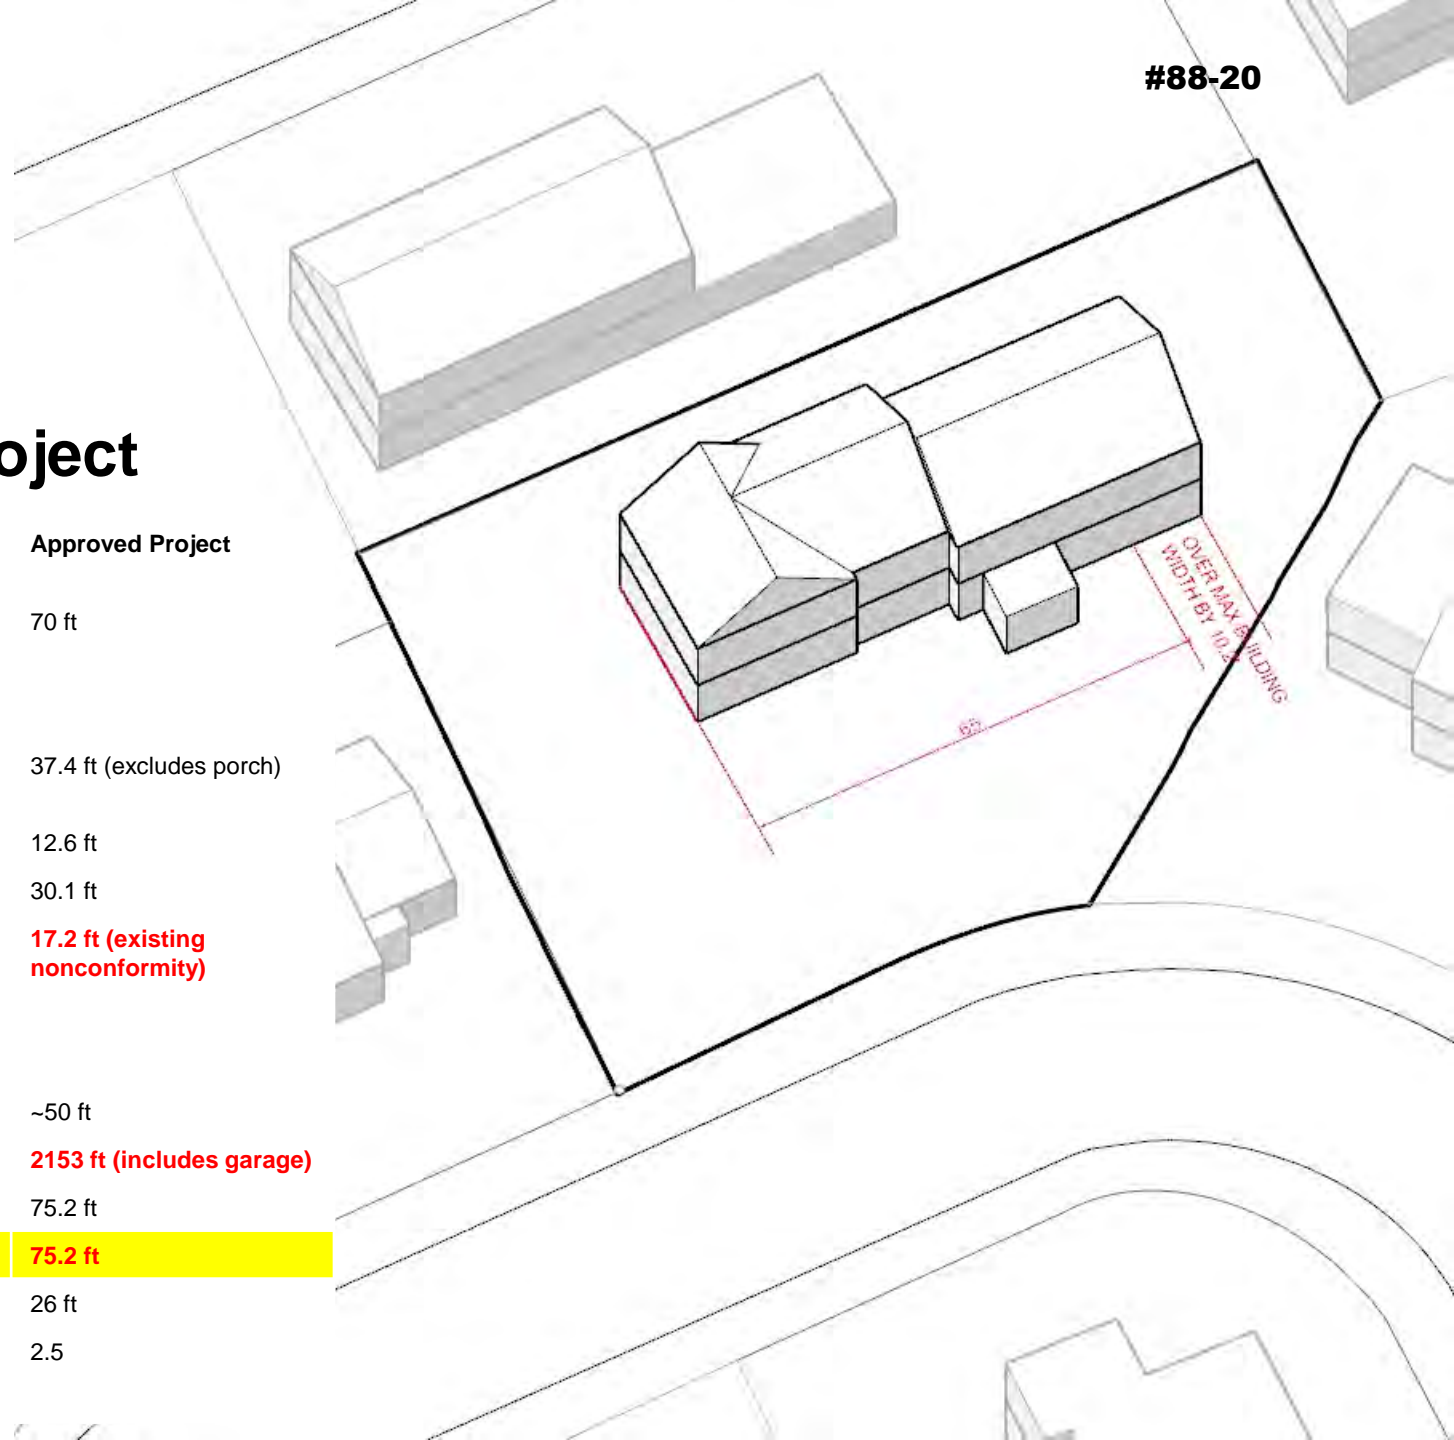 #88-20
oject
Approved Project
70 ft
37.4 ft (excludes porch)
12.6 ft
30.1 ft
17.2 ft (existing
nonconformity)
~50 ft
2153 ft (includes garage)
75.2 ft
75.2 ft
26 ft
2.5
OVER MAX BUILDING
WIDTH BY 10.2'
65'